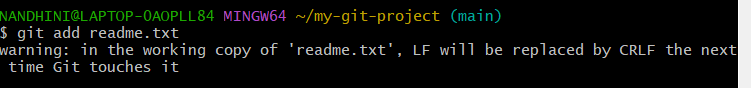 NANDHINI@LAPTOP-OAOPLL84 MINGW64 ~/my-git-project (main)
$ git add readme.txt
warning: in the working copy of 'readme.txt', LF will be replaced by CRLF the next
 time Git touches it